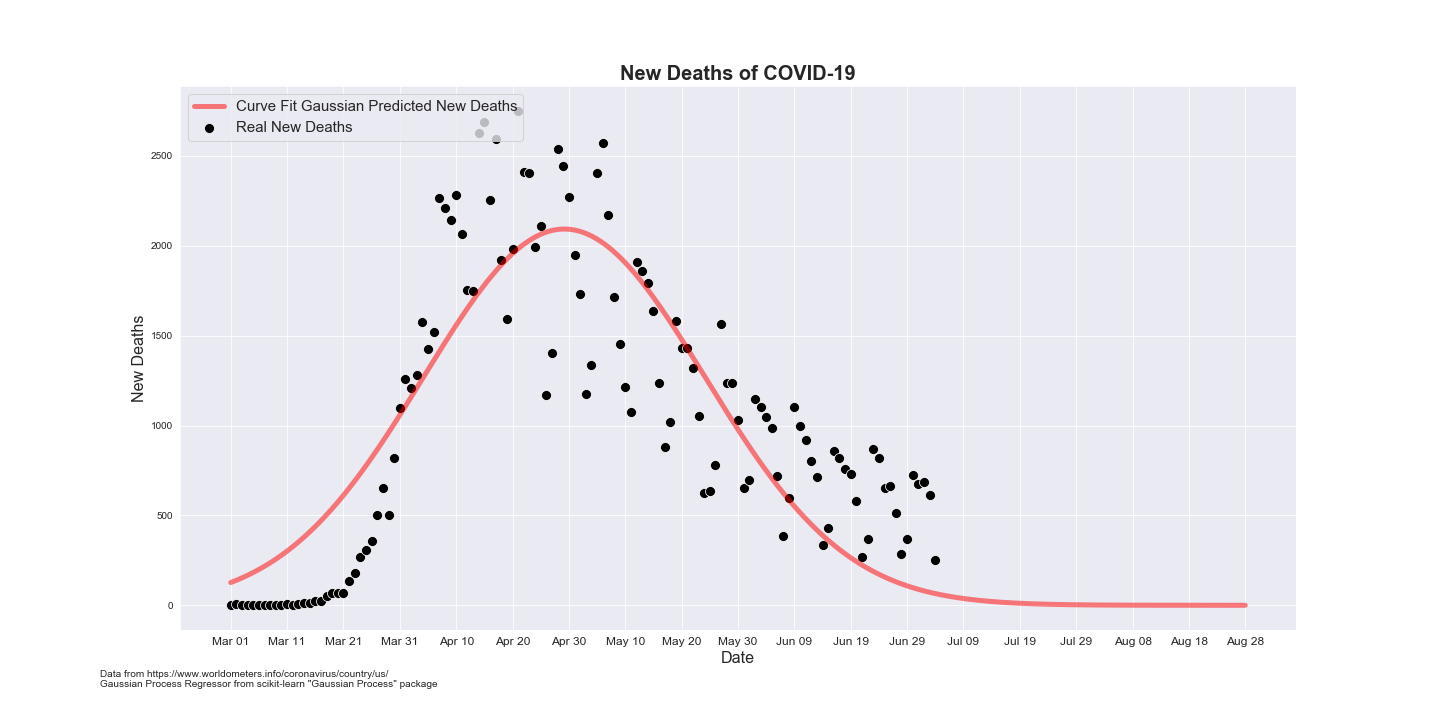 New Deaths of COVID-19
Curve Fit Gaussian Predicted New Deaths
Real New Deaths
New Deaths
2500
2000
1500
1000
500
0
Mar 01 Mar 11 Mar 21 Mar 31 Apr 10 Apr 20 Apr 30 May 10 May 20 May 30 Jun 09 Jun 19 Jun 29 Jul 09 Jul 19 Jul 29 Aug 08 Aug 18 Aug 28
Date
Data from https://www.worldometers.info/coronavirus/country/us/
Gaussian Process Regressor from scikit-learn "Gaussian Process" package